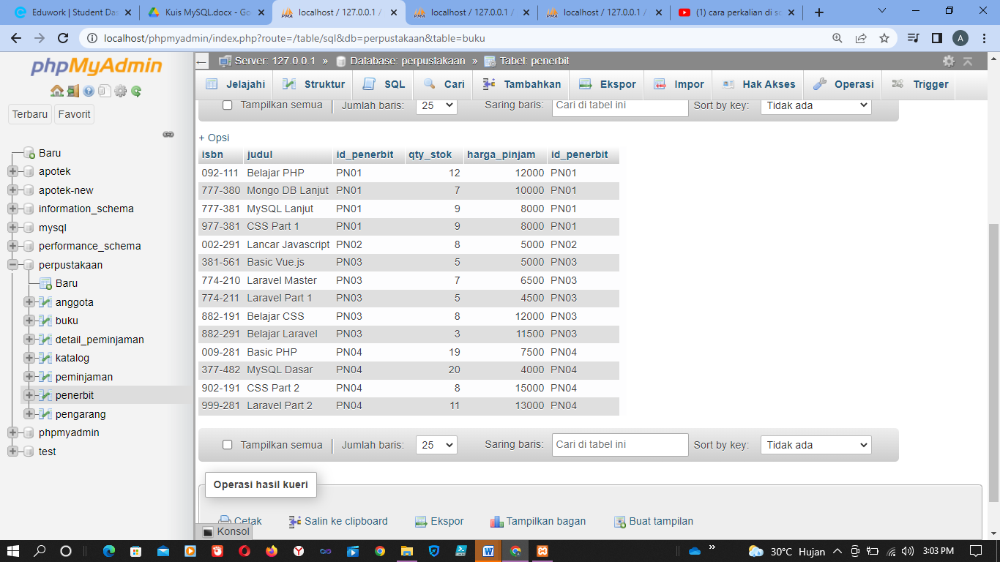 Eduwork | Student Das
Kuis MySQL.docx - Go
localhost / 127.0.0.1 /
localhost / 127.0.0.1 /
localhost / 127.0.0.1 /
(1) cara perkalian di
localhost/phpmyadmin/index.php?route=/table/sql&db=perpustakaan&table=buku
A
phpMyAdmin
Terbaru Favorit
Baru
apotek
apotek-new
information_schema
mysql
performance_schema
perpustakaan
Baru
anggota
buku
detail_peminjaman
katalog
peminjaman
penerbit
pengarang
phpmyadmin
test
Server: 127.0.0.1 » Database: perpustakaan » Tabel: penerbit
Jelajahi Struktur SQL Cari Tambahkan Ekspor Impor Hak Akses Operasi Trigger
Tampilkan semua Jumlah baris: 25 Saring baris: Cari di tabel ini Sort by key: Tidak ada
+ Opsi
isbn judul id_penerbit qty_stok harga_pinjam id_penerbit
092-111 Belajar PHP PN01 12 12000 PN01
777-380 Mongo DB Lanjut PN01 7 10000 PN01
777-381 MySQL Lanjut PN01 9 8000 PN01
977-381 CSS Part 1 PN01 9 8000 PN01
002-291 Lancar Javascript PN02 8 5000 PN02
381-561 Basic Vue.js PN03 5 5000 PN03
774-210 Laravel Master PN03 7 6500 PN03
774-211 Laravel Part 1 PN03 5 4500 PN03
882-191 Belajar CSS PN03 8 12000 PN03
882-291 Belajar Laravel PN03 3 11500 PN03
009-281 Basic PHP PN04 19 7500 PN04
377-482 MySQL Dasar PN04 20 4000 PN04
902-191 CSS Part 2 PN04 8 15000 PN04
999-281 Laravel Part 2 PN04 11 13000 PN04
Tampilkan semua Jumlah baris: 25 Saring baris: Cari di tabel ini Sort by key: Tidak ada
Operasi hasil kueri
Cetak Salin ke clipboard Ekspor Tampilkan bagan Buat tampilan
Konsol
30°C Hujan 3:03 PM